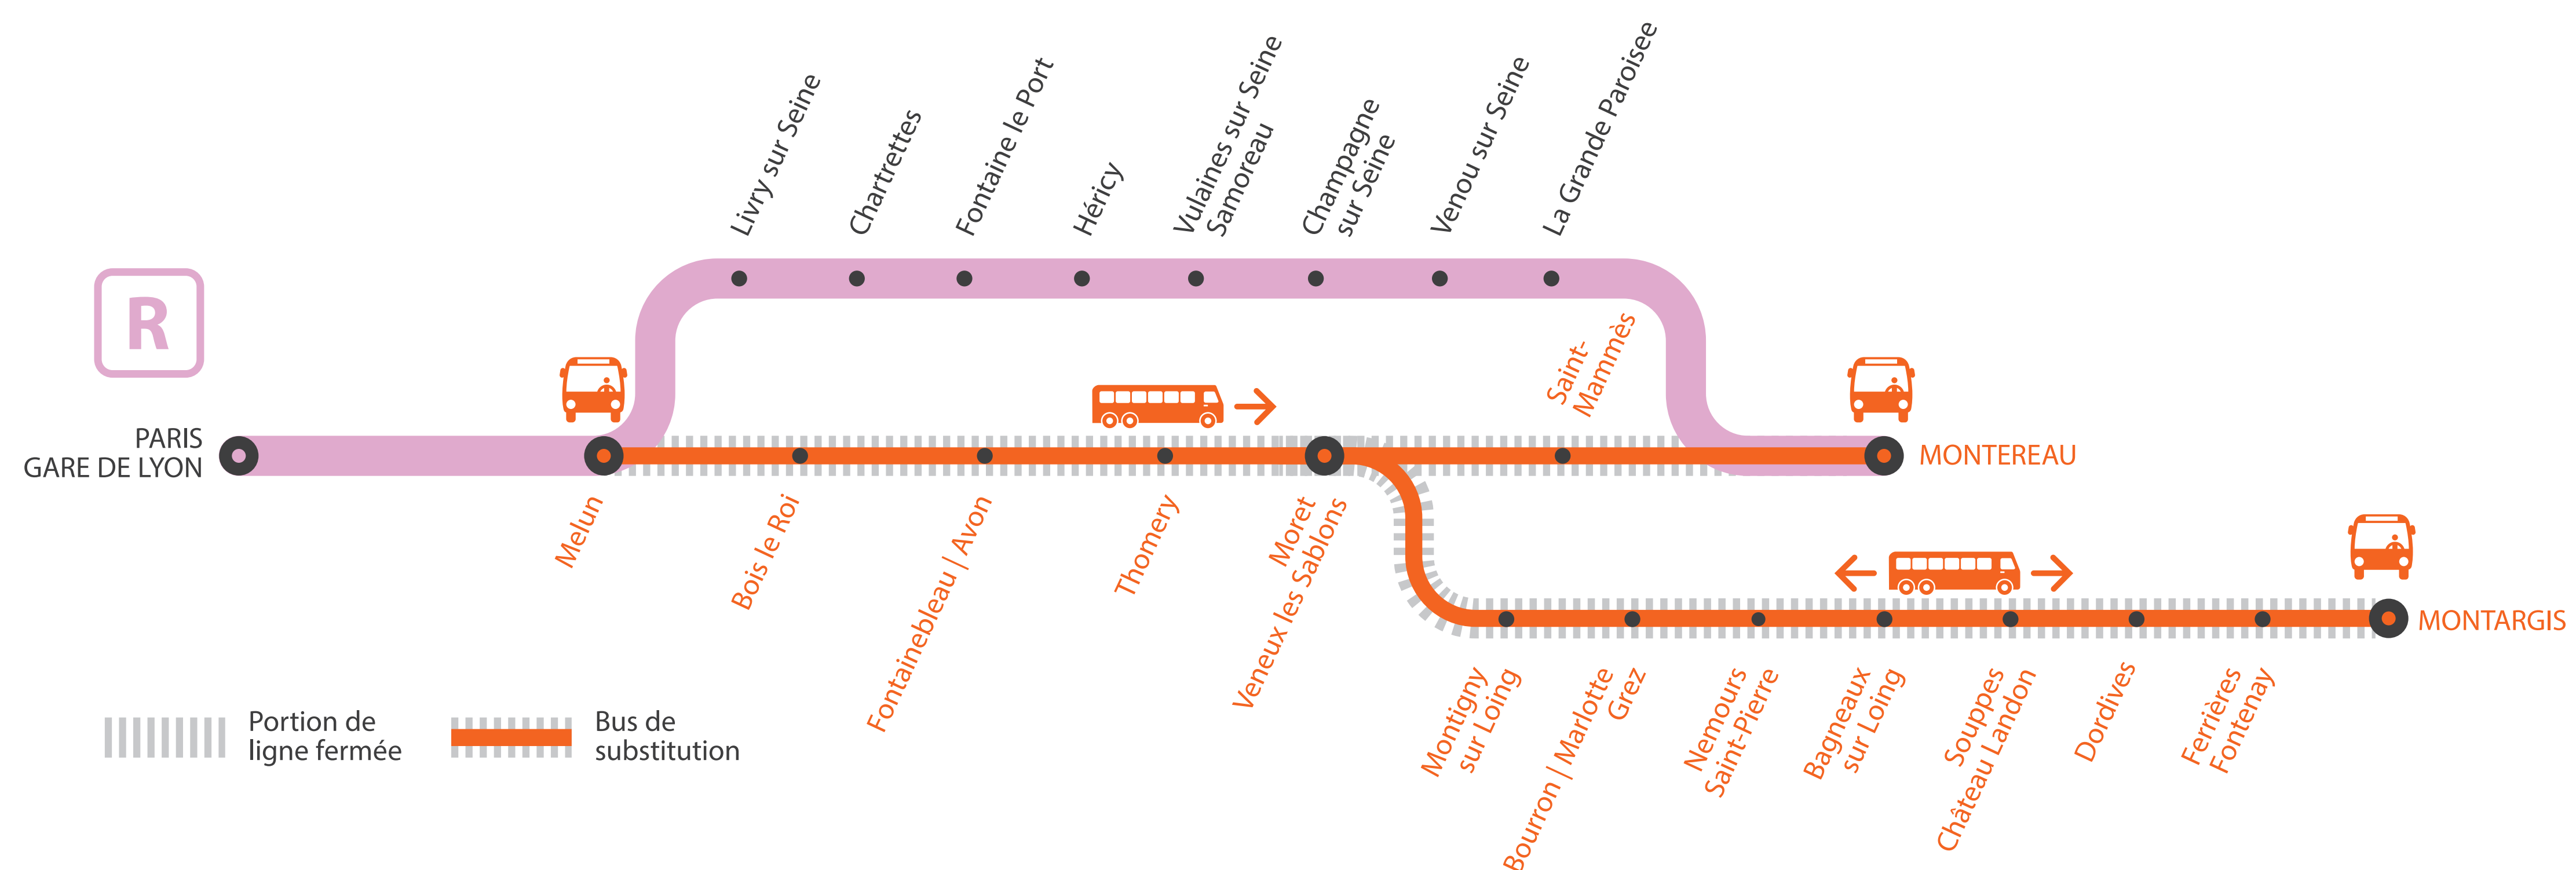 R
PARIS
GARE DE LYON
Melun
Livry sur Seine
Chartrettes
Fontaine le Port
Héricy
Vulaines sur Seine
Samoreau
Champagne
sur Seine
Venou sur Seine
La Grande Paroisee
Bois le Roi
Fontainebleau | Avon
Thomery
Moret
Veneux les Sablons
Saint-
Mammès
MONTEREAU
Montigny
sur Loing
Bourron | Marlotte
Grez
Nemours
Saint-Pierre
Bagneaux
sur Loing
Souppes
Château Landon
Dordives
Ferrières
Fontenay
MONTARGIS
Portion de
ligne fermée
Bus de
substitution